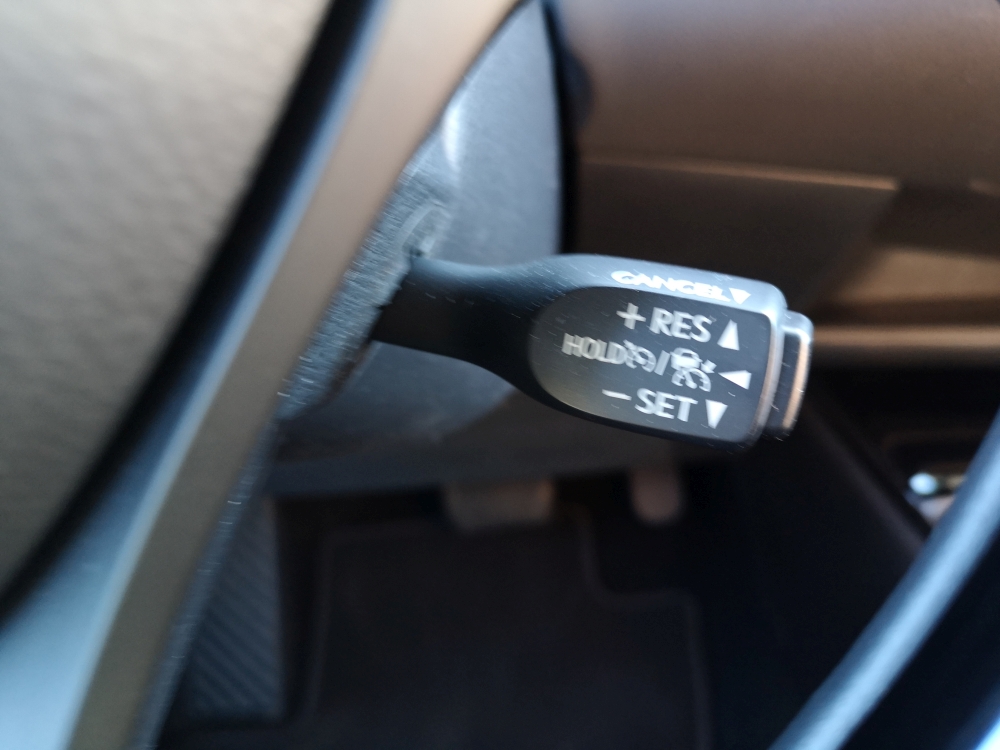 CANCEL▼
+ RES ▲
HOLD /
− SET ▼